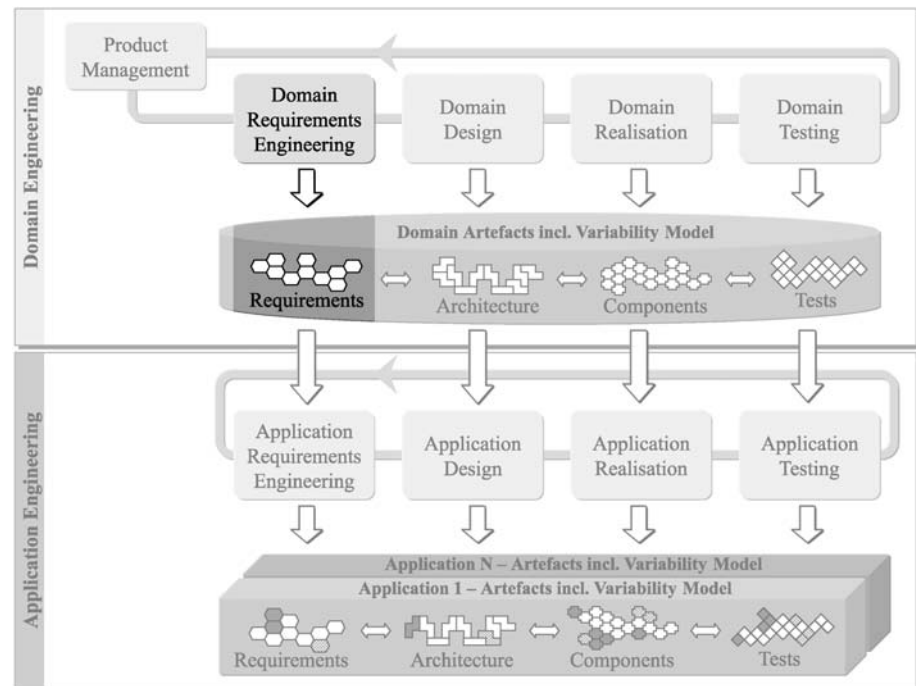 Domain Engineering
Product
Management
Domain
Requirements
Engineering
Domain
Design
Domain
Realisation
Domain
Testing
Domain Artefacts incl. Variability Model
Requirements
Architecture
Components
Tests
Application Engineering
Application
Requirements
Engineering
Application
Design
Application
Realisation
Application
Testing
Application N – Artefacts incl. Variability Model
Application 1 – Artefacts incl. Variability Model
Requirements
Architecture
Components
Tests